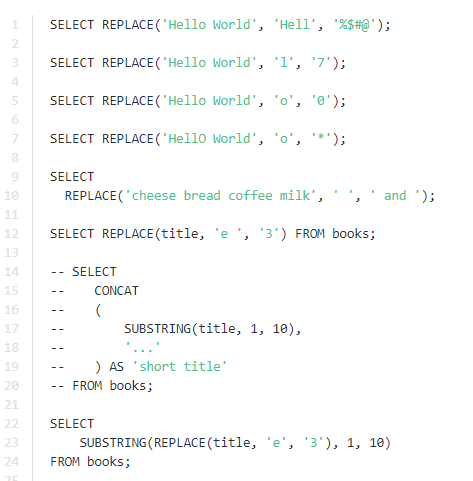 1 SELECT REPLACE('Hello World', 'Hell', '%$#@');
2
3 SELECT REPLACE('Hello World', 'l', '7');
4
5 SELECT REPLACE('Hello World', 'o', '0');
6
7 SELECT REPLACE('HellO World', 'o', '*');
8
9 SELECT
10 REPLACE('cheese bread coffee milk', ' ', ' and ');
11
12 SELECT REPLACE(title, 'e ', '3') FROM books;
13
14 -- SELECT
15 --    CONCAT
16 --    (
17 --        SUBSTRING(title, 1, 10),
18 --        '...'
19 --    ) AS 'short title'
20 -- FROM books;
21
22 SELECT
23     SUBSTRING(REPLACE(title, 'e', '3'), 1, 10)
24 FROM books;
25